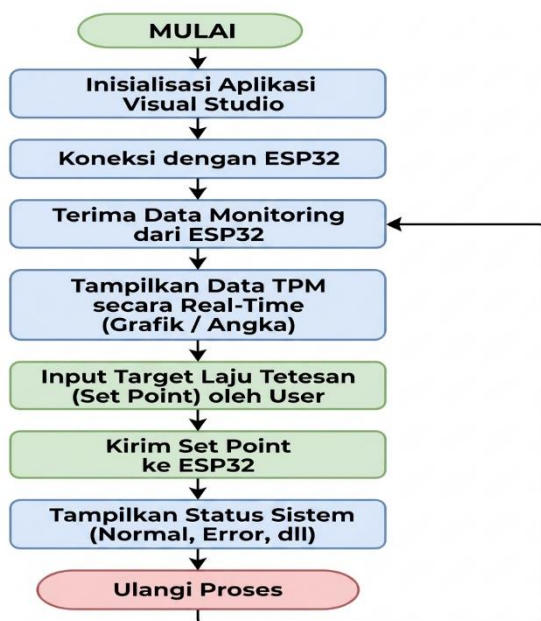 MULAI
Inisialisasi Aplikasi
Visual Studio
Koneksi dengan ESP32
Terima Data Monitoring
dari ESP32
Tampilkan Data TPM
secara Real-Time
(Grafik / Angka)
Input Target Laju Tetesan
(Set Point) oleh User
Kirim Set Point
ke ESP32
Tampilkan Status Sistem
(Normal, Error, dll)
Ulangi Proses